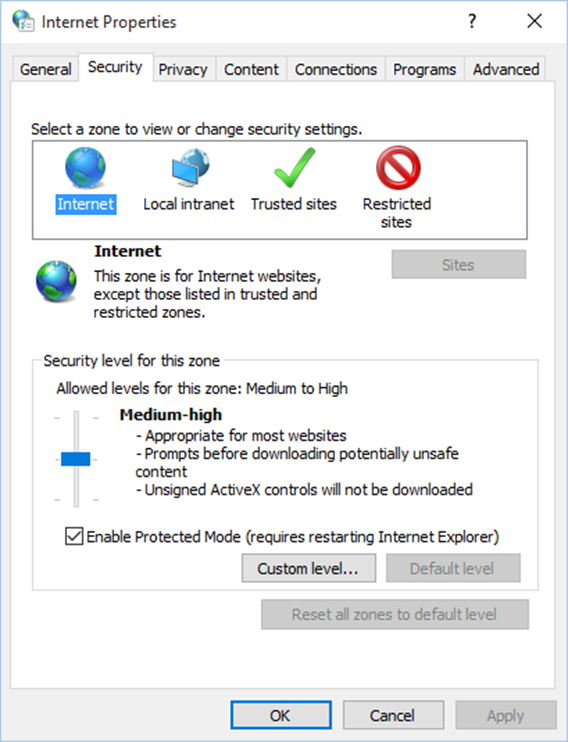 Internet Properties
?
General Security Privacy Content Connections Programs Advanced
Select a zone to view or change security settings.
Internet Local intranet Trusted sites Restricted
sites
Internet
Sites
This zone is for Internet websites,
except those listed in trusted and
restricted zones.
Security level for this zone
Allowed levels for this zone: Medium to High
Medium-high
- Appropriate for most websites
- Prompts before downloading potentially unsafe
content
- Unsigned ActiveX controls will not be downloaded
Enable Protected Mode (requires restarting Internet Explorer)
Custom level... Default level
Reset all zones to default level
OK Cancel Apply